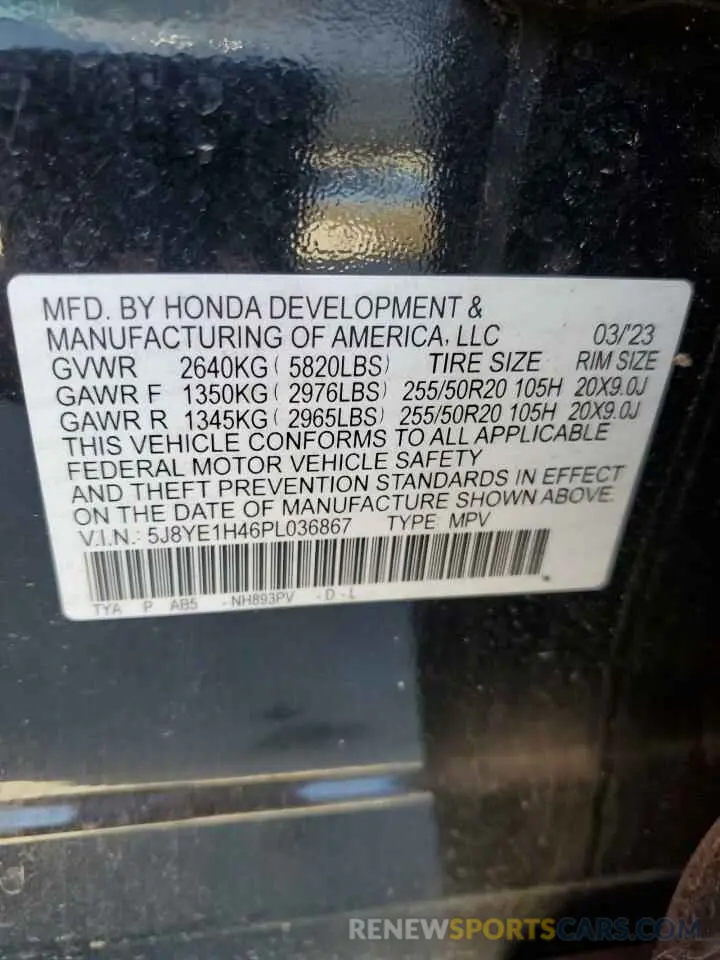 MFD. BY HONDA DEVELOPMENT &
MANUFACTURING OF AMERICA, LLC 03/'23
GVWR 2640KG ( 5820LBS) TIRE SIZE RIM SIZE
GAWR F 1350KG ( 2976LBS) 255/50R20 105H 20X9.0J
GAWR R 1345KG ( 2965LBS) 255/50R20 105H 20X9.0J
THIS VEHICLE CONFORMS TO ALL APPLICABLE
FEDERAL MOTOR VEHICLE SAFETY
AND THEFT PREVENTION STANDARDS IN EFFECT
ON THE DATE OF MANUFACTURE SHOWN ABOVE.
V.I.N.: 5J8YE1H46PL036867 TYPE: MPV
TYA P AB5 -NH893PV -D-L
RENEWSPORTSCARS.COM